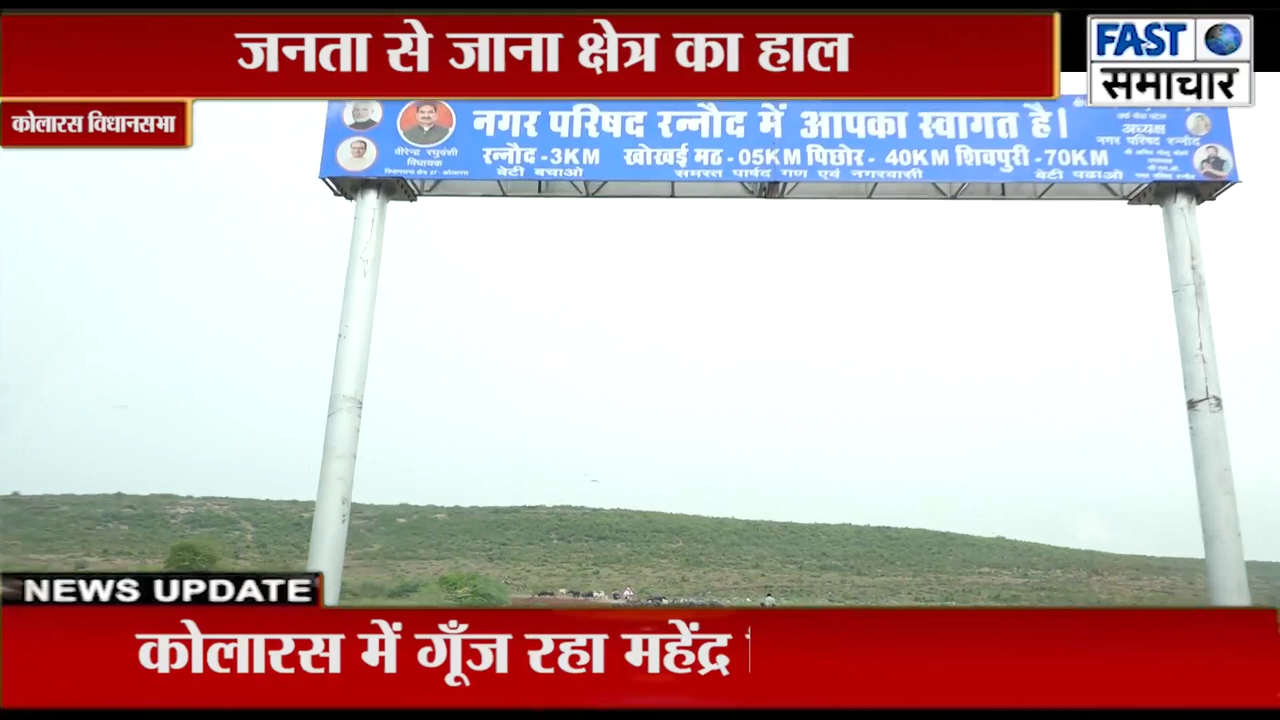 जनता से जाना क्षेत्र का हाल
FAST
समाचार
कोलारस विधानसभा
नगर परिषद रन्नौद में आपका स्वागत है।
रन्नौद -3KM खोखई मठ - 05KM पिछोर- 40KM शिवपुरी -70KM
बेटी बचाओ समस्त पार्षद गण एवं नगरवासी बेटी पढाओ
वीरेन्द्र रघुवंशी
विधायक
अध्यक्ष
नगर परिषद रन्नौद
NEWS UPDATE
कोलारस में गूँज रहा महेंद्र